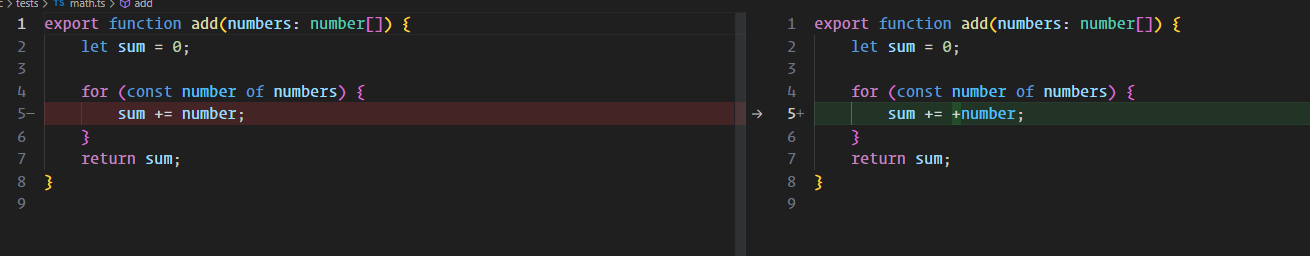 c > tests > TS math.ts > add
1 export function add(numbers: number[]) {
2 let sum = 0;
3
4 for (const number of numbers) {
5- sum += number;
6 }
7 return sum;
8 }
9
→
1 export function add(numbers: number[]) {
2 let sum = 0;
3
4 for (const number of numbers) {
5+ sum += +number;
6 }
7 return sum;
8 }
9